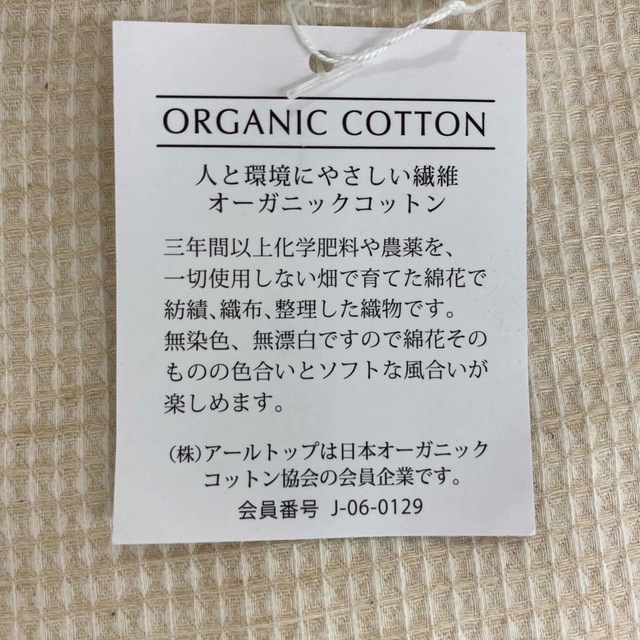 ORGANIC COTTON
人と環境にやさしい繊維
オーガニックコットン
三年間以上化学肥料や農薬を、
一切使用しない畑で育てた綿花で
紡績、織布、整理した織物です。
無染色、無漂白ですので綿花その
ものの色合いとソフトな風合いが
楽しめます。
（株）アールトップは日本オーガニック
コットン協会の会員企業です。
会員番号 J-06-0129